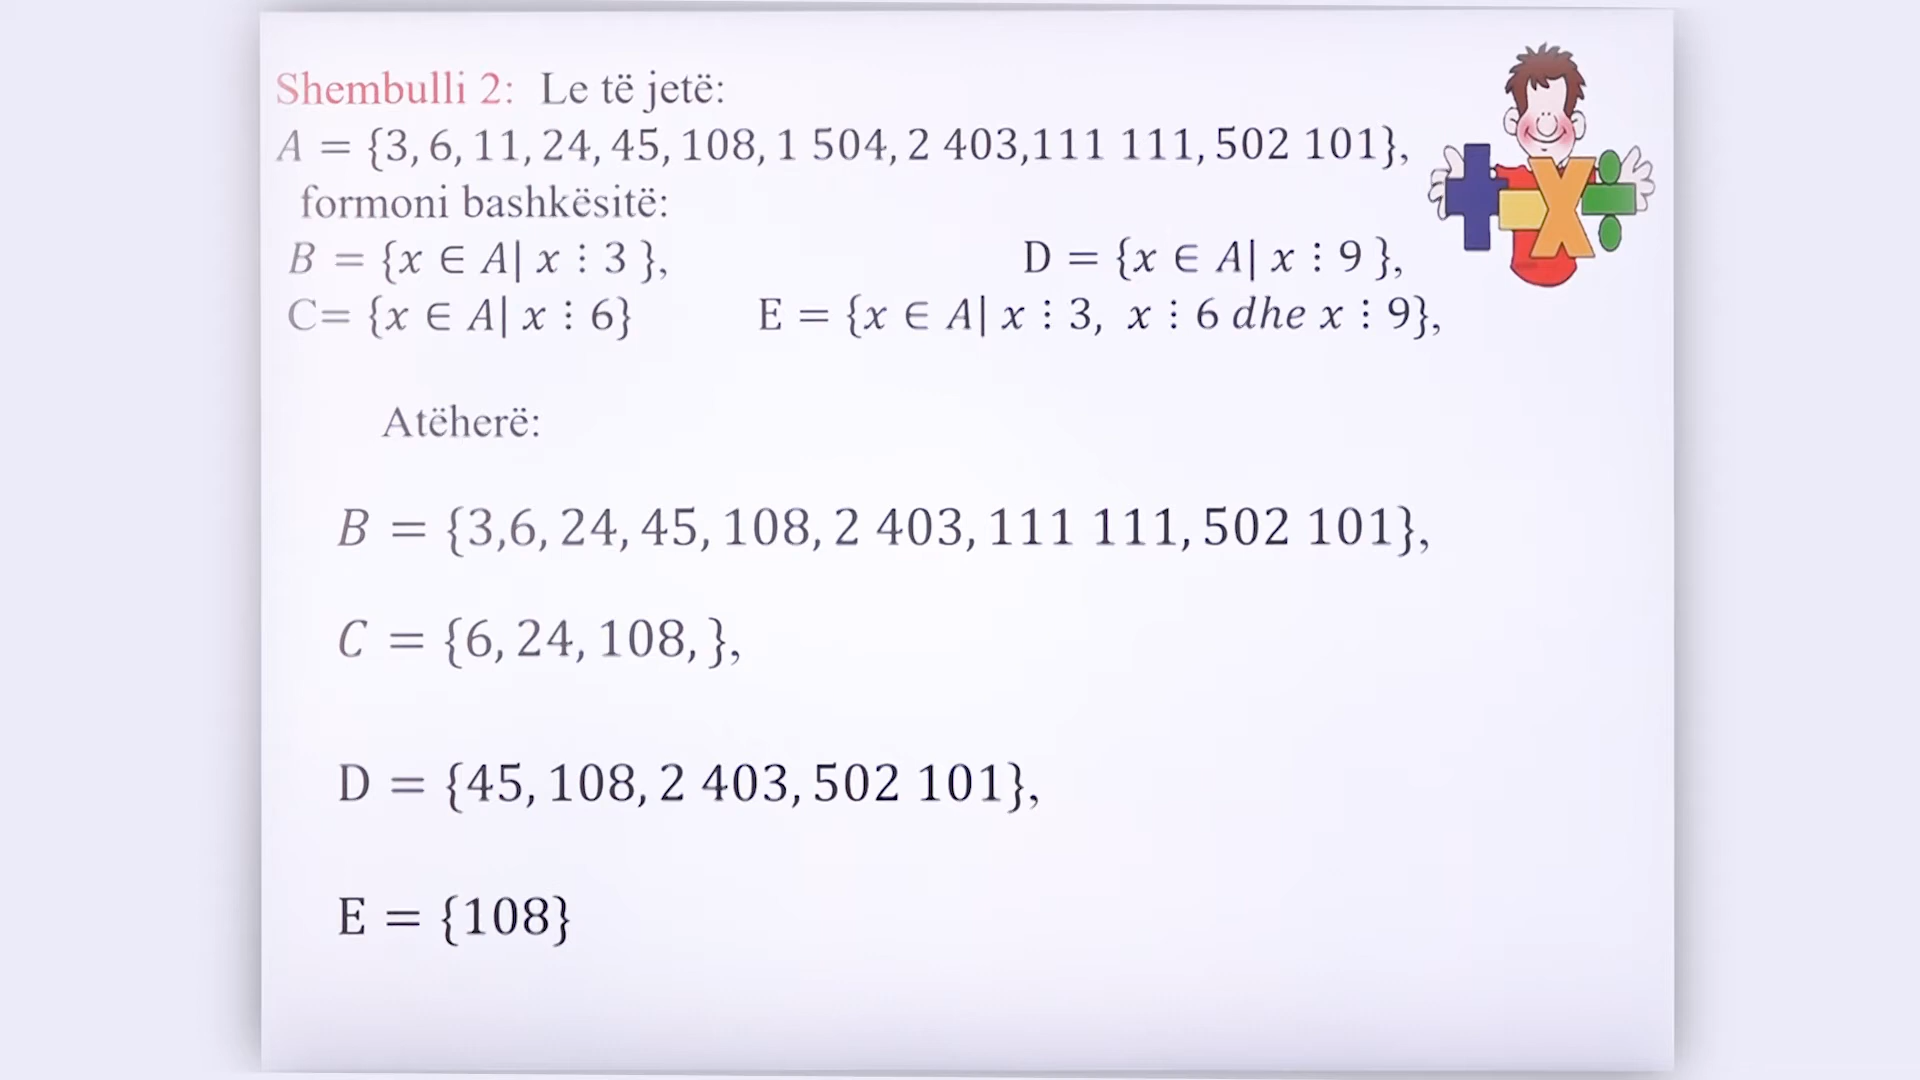 Shembulli 2: Le të jetë:
A = {3, 6, 11, 24, 45, 108, 1 504, 2 403,111 111, 502 101},
formoni bashkësitë:
B = {x ∈ A| x ⋮ 3 }, D = {x ∈ A| x ⋮ 9 },
C= {x ∈ A| x ⋮ 6} E = {x ∈ A| x ⋮ 3, x ⋮ 6 dhe x ⋮ 9},
Atëherë:
B = {3,6, 24, 45, 108, 2 403, 111 111, 502 101},
C = {6, 24, 108, },
D = {45, 108, 2 403, 502 101},
E = {108}